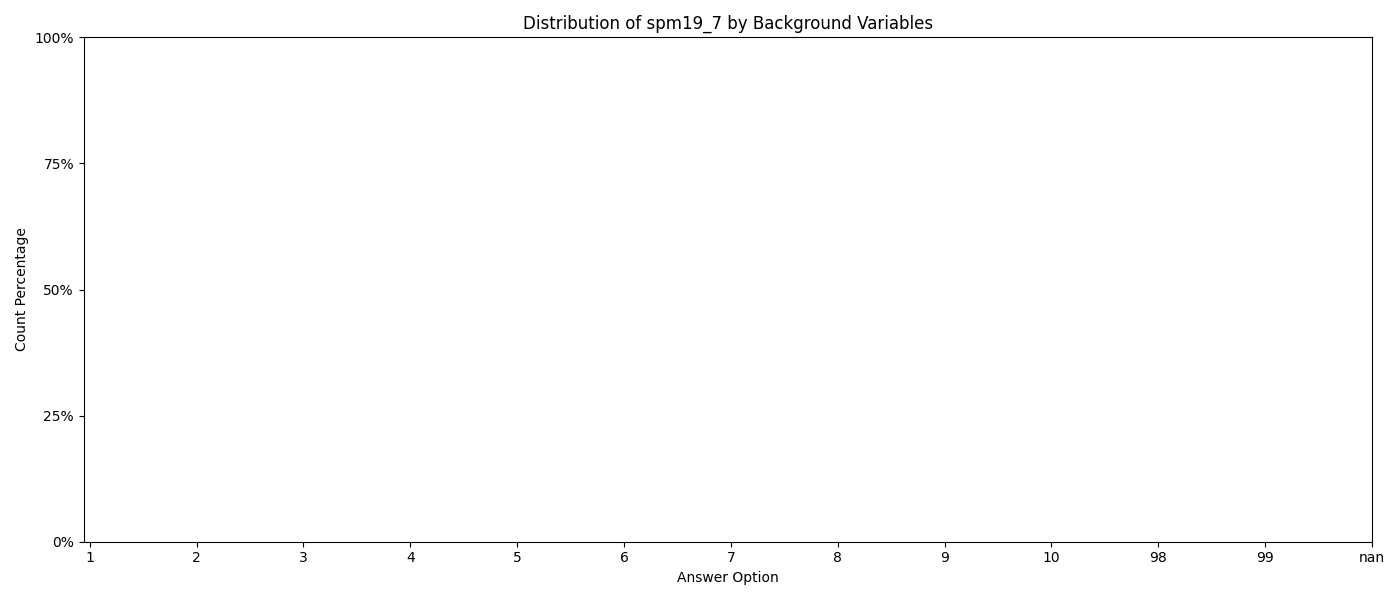 Distribution of spm19_7 by Background Variables
100%
75%
50%
25%
0%
Count Percentage
1 2 3 4 5 6 7 8 9 10 98 99 nan
Answer Option